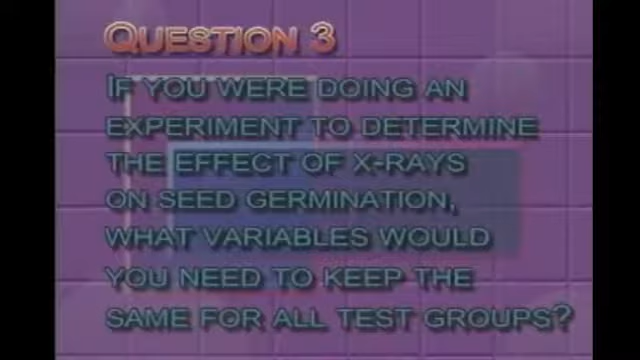 QUESTION 3
IF YOU WERE DOING AN
EXPERIMENT TO DETERMINE
THE EFFECT OF X-RAYS
ON SEED GERMINATION,
WHAT VARIABLES WOULD
YOU NEED TO KEEP THE
SAME FOR ALL TEST GROUPS?